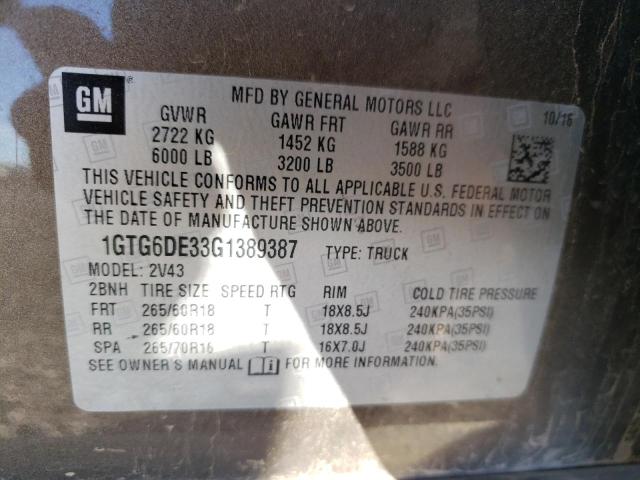 GM
MFD BY GENERAL MOTORS LLC
10/15
GVWR GAWR FRT GAWR RR
2722 KG 1452 KG 1588 KG
6000 LB 3200 LB 3500 LB
THIS VEHICLE CONFORMS TO ALL APPLICABLE U.S. FEDERAL MOTOR
VEHICLE SAFETY AND THEFT PREVENTION STANDARDS IN EFFECT ON
THE DATE OF MANUFACTURE SHOWN ABOVE.
1GTG6DE33G1389387 TYPE: TRUCK
MODEL: 2V43
2BNH TIRE SIZE SPEED RTG RIM COLD TIRE PRESSURE
FRT 265/60R18 T 18X8.5J 240KPA(35PSI)
RR 265/60R18 T 18X8.5J 240KPA(35PSI)
SPA 265/70R16 T 16X7.0J 240KPA(35PSI)
SEE OWNER'S MANUAL i FOR MORE INFORMATION.